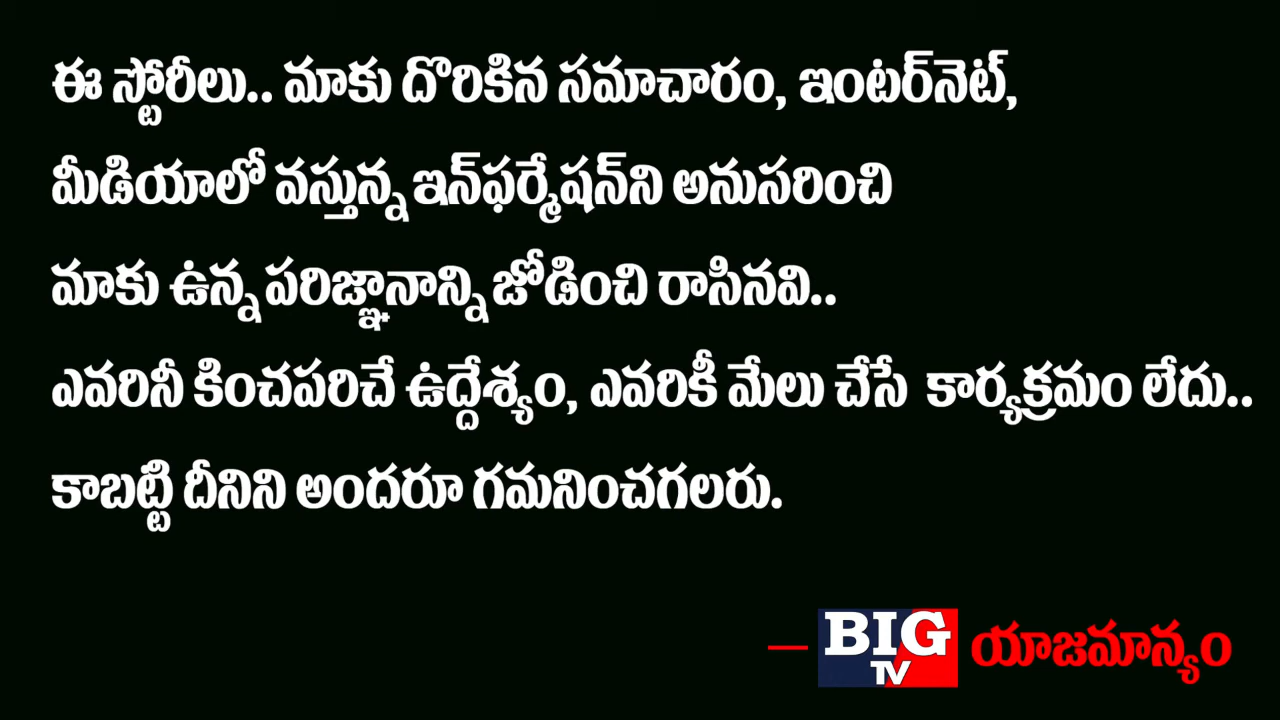 ఈ స్టోరీలు.. మాకు దొరికిన సమాచారం, ఇంటర్‌నెట్,
మీడియాలో వస్తున్న ఇన్‌ఫర్మేషన్‌ని అనుసరించి
మాకు ఉన్న పరిజ్ఞానాన్ని జోడించి రాసినవి..
ఎవరినీ కించపరిచే ఉద్దేశ్యం, ఎవరికీ మేలు చేసే కార్యక్రమం లేదు..
కాబట్టి దీనిని అందరూ గమనించగలరు.
— BIG TV యాజమాన్యం